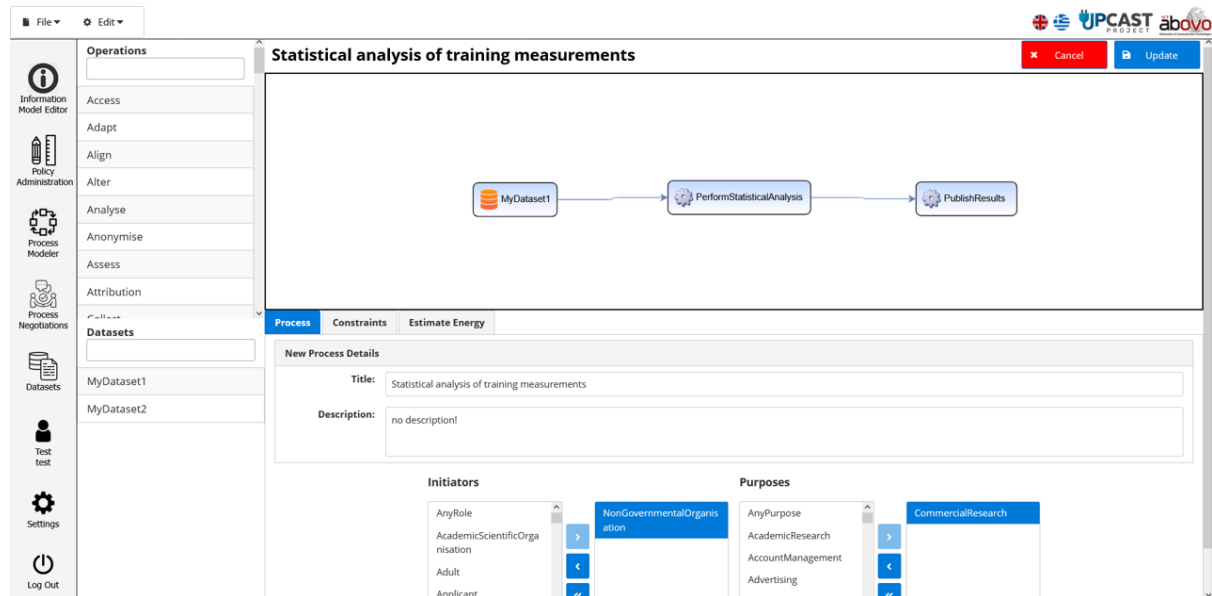 File
Edit
UPCAST
PROJECT
abovo
Information
Model Editor
Policy
Administration
Process
Modeler
Process
Negotiations
Datasets
Test
test
Settings
Log Out
Operations
Access
Adapt
Align
Alter
Analyse
Anonymise
Assess
Attribution
Collect
Datasets
MyDataset1
MyDataset2
Statistical analysis of training measurements
Cancel
Update
MyDataset1
PerformStatisticalAnalysis
PublishResults
Process
Constraints
Estimate Energy
New Process Details
Title:
Statistical analysis of training measurements
Description:
no description!
Initiators
AnyRole
AcademicScientificOrga
nisation
Adult
Applicant
NonGovernmentalOrganis
ation
Purposes
AnyPurpose
AcademicResearch
AccountManagement
Advertising
CommercialResearch